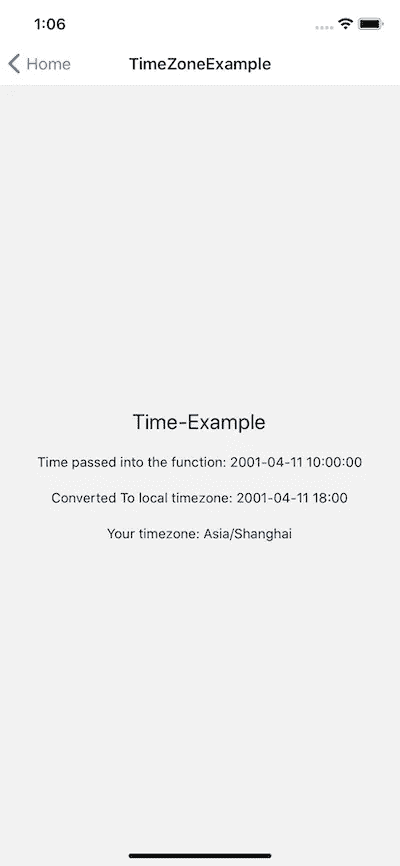 1:06
Home TimeZoneExample
Time-Example
Time passed into the function: 2001-04-11 10:00:00
Converted To local timezone: 2001-04-11 18:00
Your timezone: Asia/Shanghai